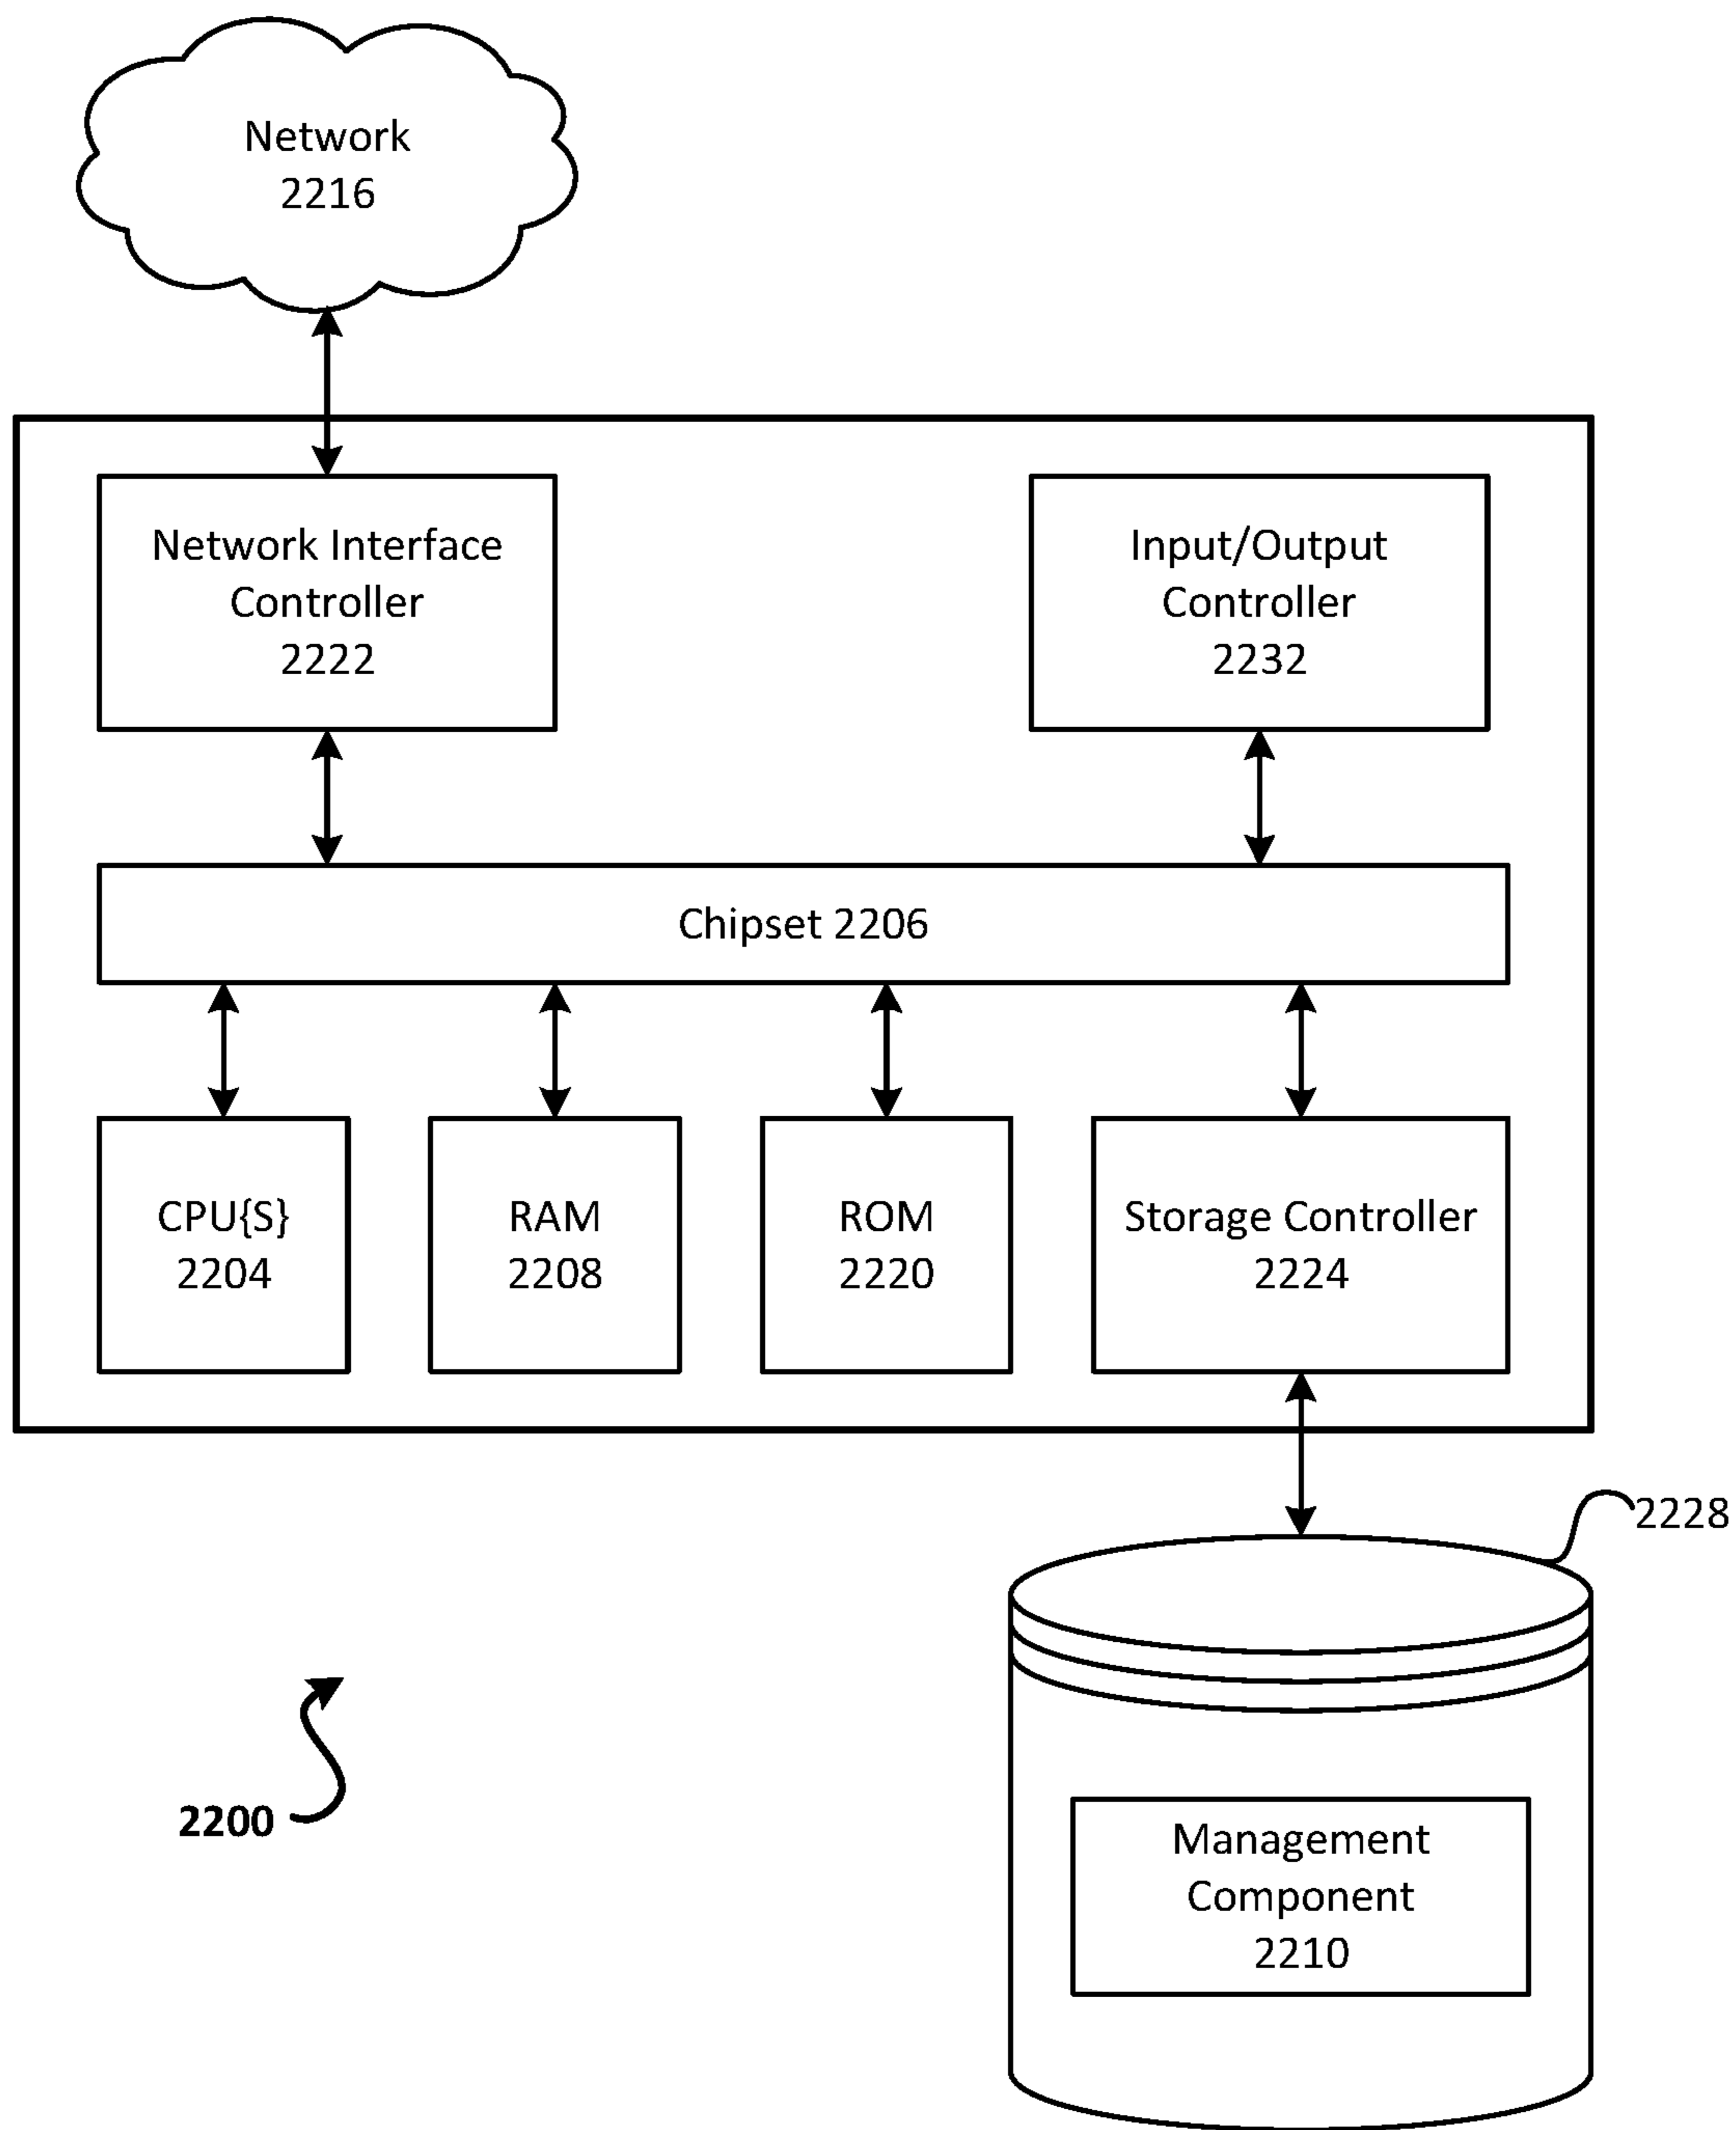 Network
2216
Network Interface
Controller
2222
Input/Output
Controller
2232
Chipset 2206
CPU{S}
2204
RAM
2208
ROM
2220
Storage Controller
2224
2228
2200
Management
Component
2210